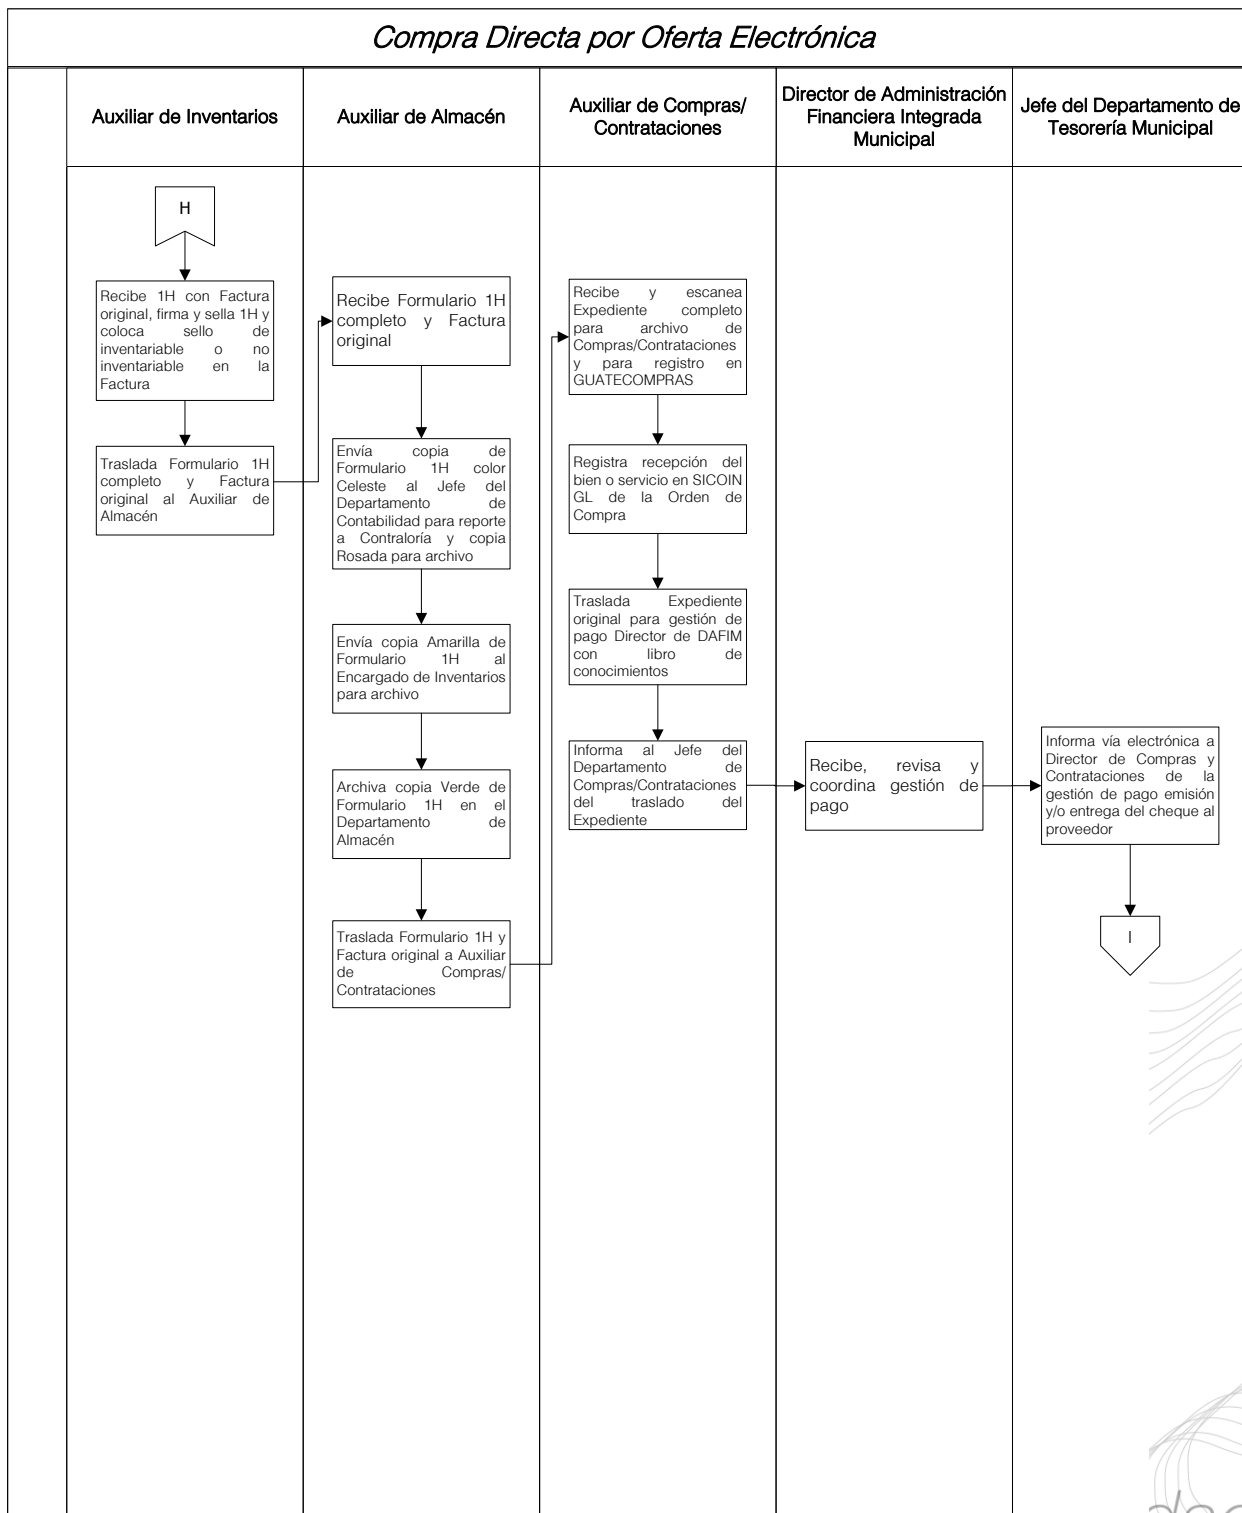 Compra Directa por Oferta Electrónica
Auxiliar de Inventarios
Auxiliar de Almacén
Auxiliar de Compras/
Contrataciones
Director de Administración
Financiera Integrada
Municipal
Jefe del Departamento de
Tesorería Municipal
H
Recibe 1H con Factura
original, firma y sella 1H y
coloca sello de
inventariable o no
inventariable en la
Factura
Traslada Formulario 1H
completo y Factura
original al Auxiliar de
Almacén
Recibe Formulario 1H
completo y Factura
original
Envía copia de
Formulario 1H color
Celeste al Jefe del
Departamento de
Contabilidad para reporte
a Contraloría y copia
Rosada para archivo
Envía copia Amarilla de
Formulario 1H al
Encargado de Inventarios
para archivo
Archiva copia Verde de
Formulario 1H en el
Departamento de
Almacén
Traslada Formulario 1H y
Factura original a Auxiliar
de Compras/
Contrataciones
Recibe y escanea
Expediente completo
para archivo de
Compras/Contrataciones
y para registro en
GUATECOMPRAS
Registra recepción del
bien o servicio en SICOIN
GL de la Orden de
Compra
Traslada Expediente
original para gestión de
pago Director de DAFIM
con libro de
conocimientos
Informa al Jefe del
Departamento de
Compras/Contrataciones
del traslado del
Expediente
Recibe, revisa y
coordina gestión de
pago
Informa vía electrónica a
Director de Compras y
Contrataciones de la
gestión de pago emisión
y/o entrega del cheque al
proveedor
I